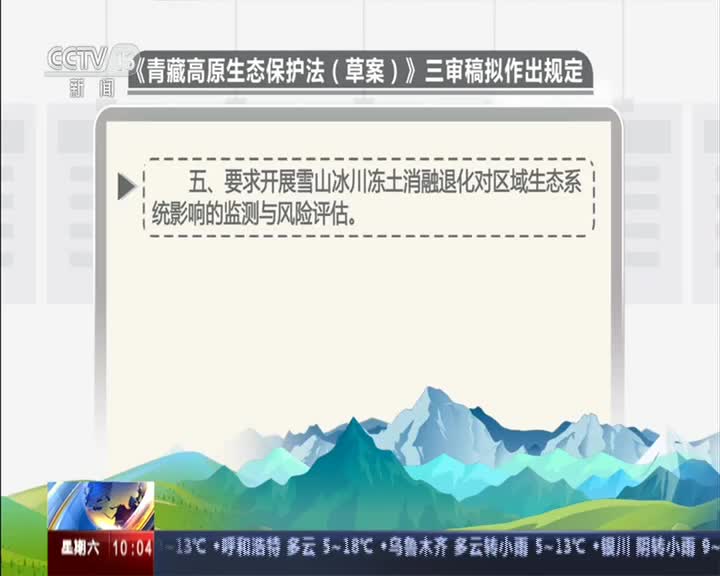 CCTV 13
新闻
《青藏高原生态保护法(草案)》三审稿拟作出规定
五、要求开展雪山冰川冻土消融退化对区域生态系
统影响的监测与风险评估。
星期六 10:04 -13℃ 呼和浩特 多云 5~18℃ 乌鲁木齐 多云转小雨 5~13℃ 银川 阴转小雨 9~